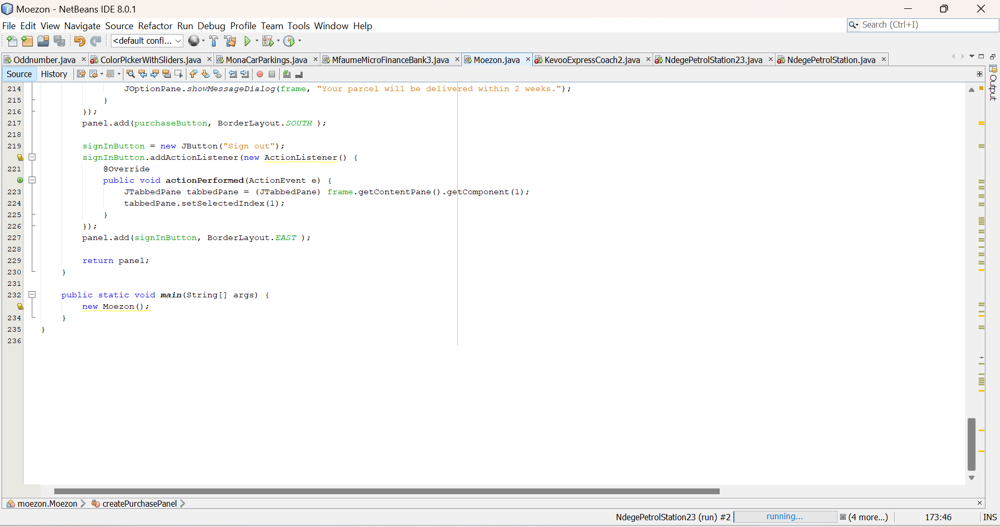 Moezon - NetBeans IDE 8.0.1
File Edit View Navigate Source Refactor Run Debug Profile Team Tools Window Help
Search (Ctrl+I)
<default confi...
Oddnumber.java ColorPickerWithSliders.java MonaCarParkings.java MfaumeMicroFinanceBank3.java Moezon.java KevooExpressCoach2.java NdegePetrolStation23.java NdegePetrolStation.java
Source History
Output
214 JOptionPane.showMessageDialog(frame, "Your parcel will be delivered within 2 weeks.");
215 }
216 });
217 panel.add(purchaseButton, BorderLayout.SOUTH );
218
219 signInButton = new JButton("Sign out");
signInButton.addActionListener(new ActionListener() {
221 @Override
public void actionPerformed(ActionEvent e) {
223 JTabbedPane tabbedPane = (JTabbedPane) frame.getContentPane().getComponent(1);
224 tabbedPane.setSelectedIndex(1);
225 }
226 });
227 panel.add(signInButton, BorderLayout.EAST );
228
229 return panel;
230 }
231
232 public static void main(String[] args) {
new Moezon();
234 }
235 }
236
moezon.Moezon createPurchasePanel
NdegePetrolStation23 (run) #2 running... (4 more...) 173:46 INS